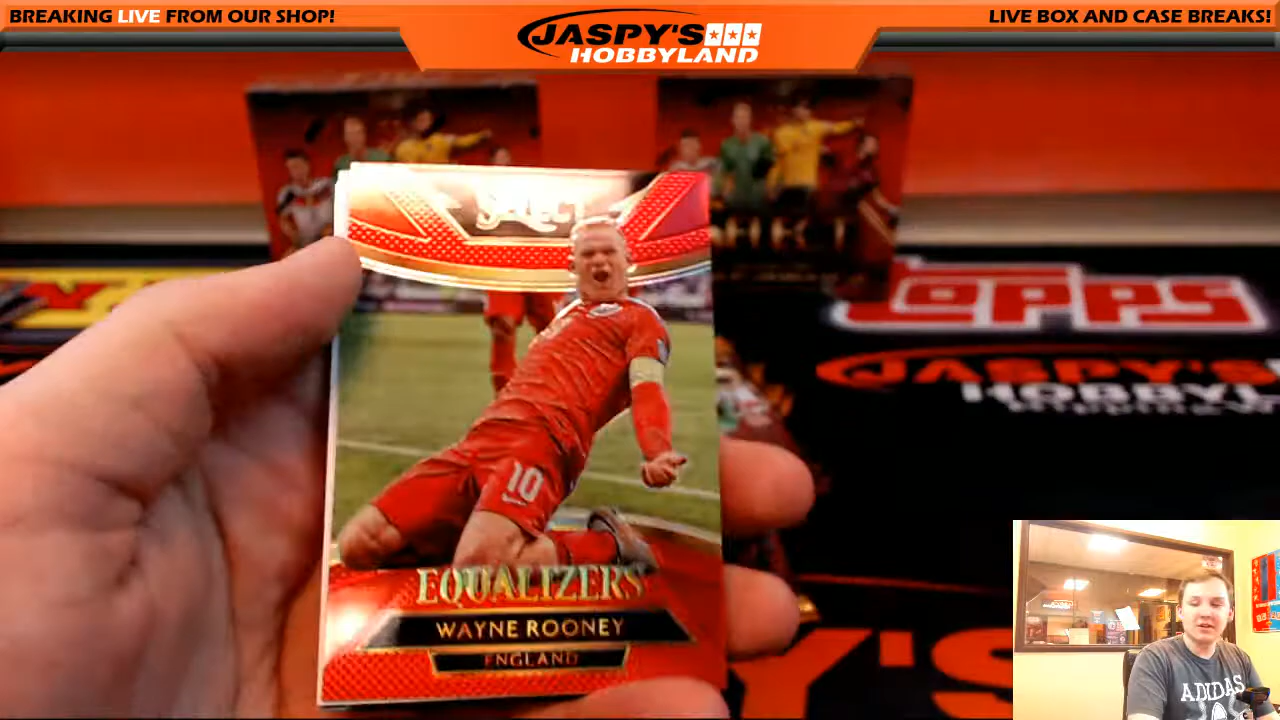 BREAKING LIVE FROM OUR SHOP!
JASPY'S
HOBBYLAND
LIVE BOX AND CASE BREAKS!
SELECT
10
EQUALIZERS
WAYNE ROONEY
ENGLAND
TOPPS
JASPY'S
HOBBYL
Y'S
ADIDAS